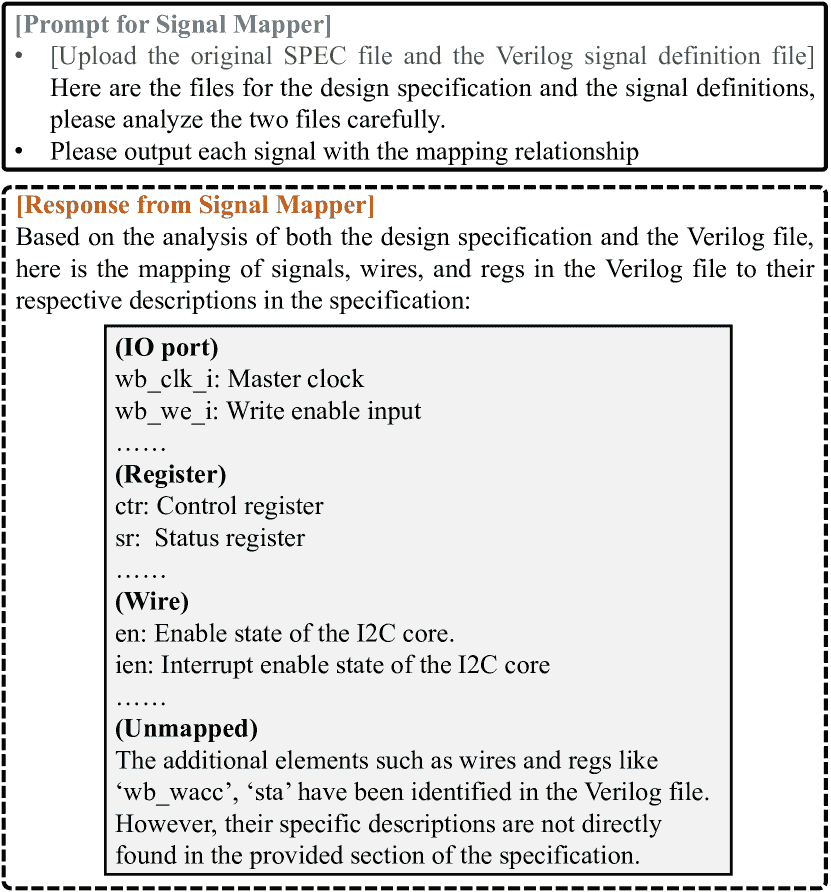 [Prompt for Signal Mapper]
• [Upload the original SPEC file and the Verilog signal definition file]
Here are the files for the design specification and the signal definitions,
please analyze the two files carefully.
• Please output each signal with the mapping relationship
[Response from Signal Mapper]
Based on the analysis of both the design specification and the Verilog file,
here is the mapping of signals, wires, and regs in the Verilog file to their
respective descriptions in the specification:
(IO port)
wb_clk_i: Master clock
wb_we_i: Write enable input
……
(Register)
ctr: Control register
sr:  Status register
……
(Wire)
en: Enable state of the I2C core.
ien: Interrupt enable state of the I2C core
……
(Unmapped)
The additional elements such as wires and regs like
‘wb_wacc’, ‘sta’ have been identified in the Verilog file.
However, their specific descriptions are not directly
found in the provided section of the specification.